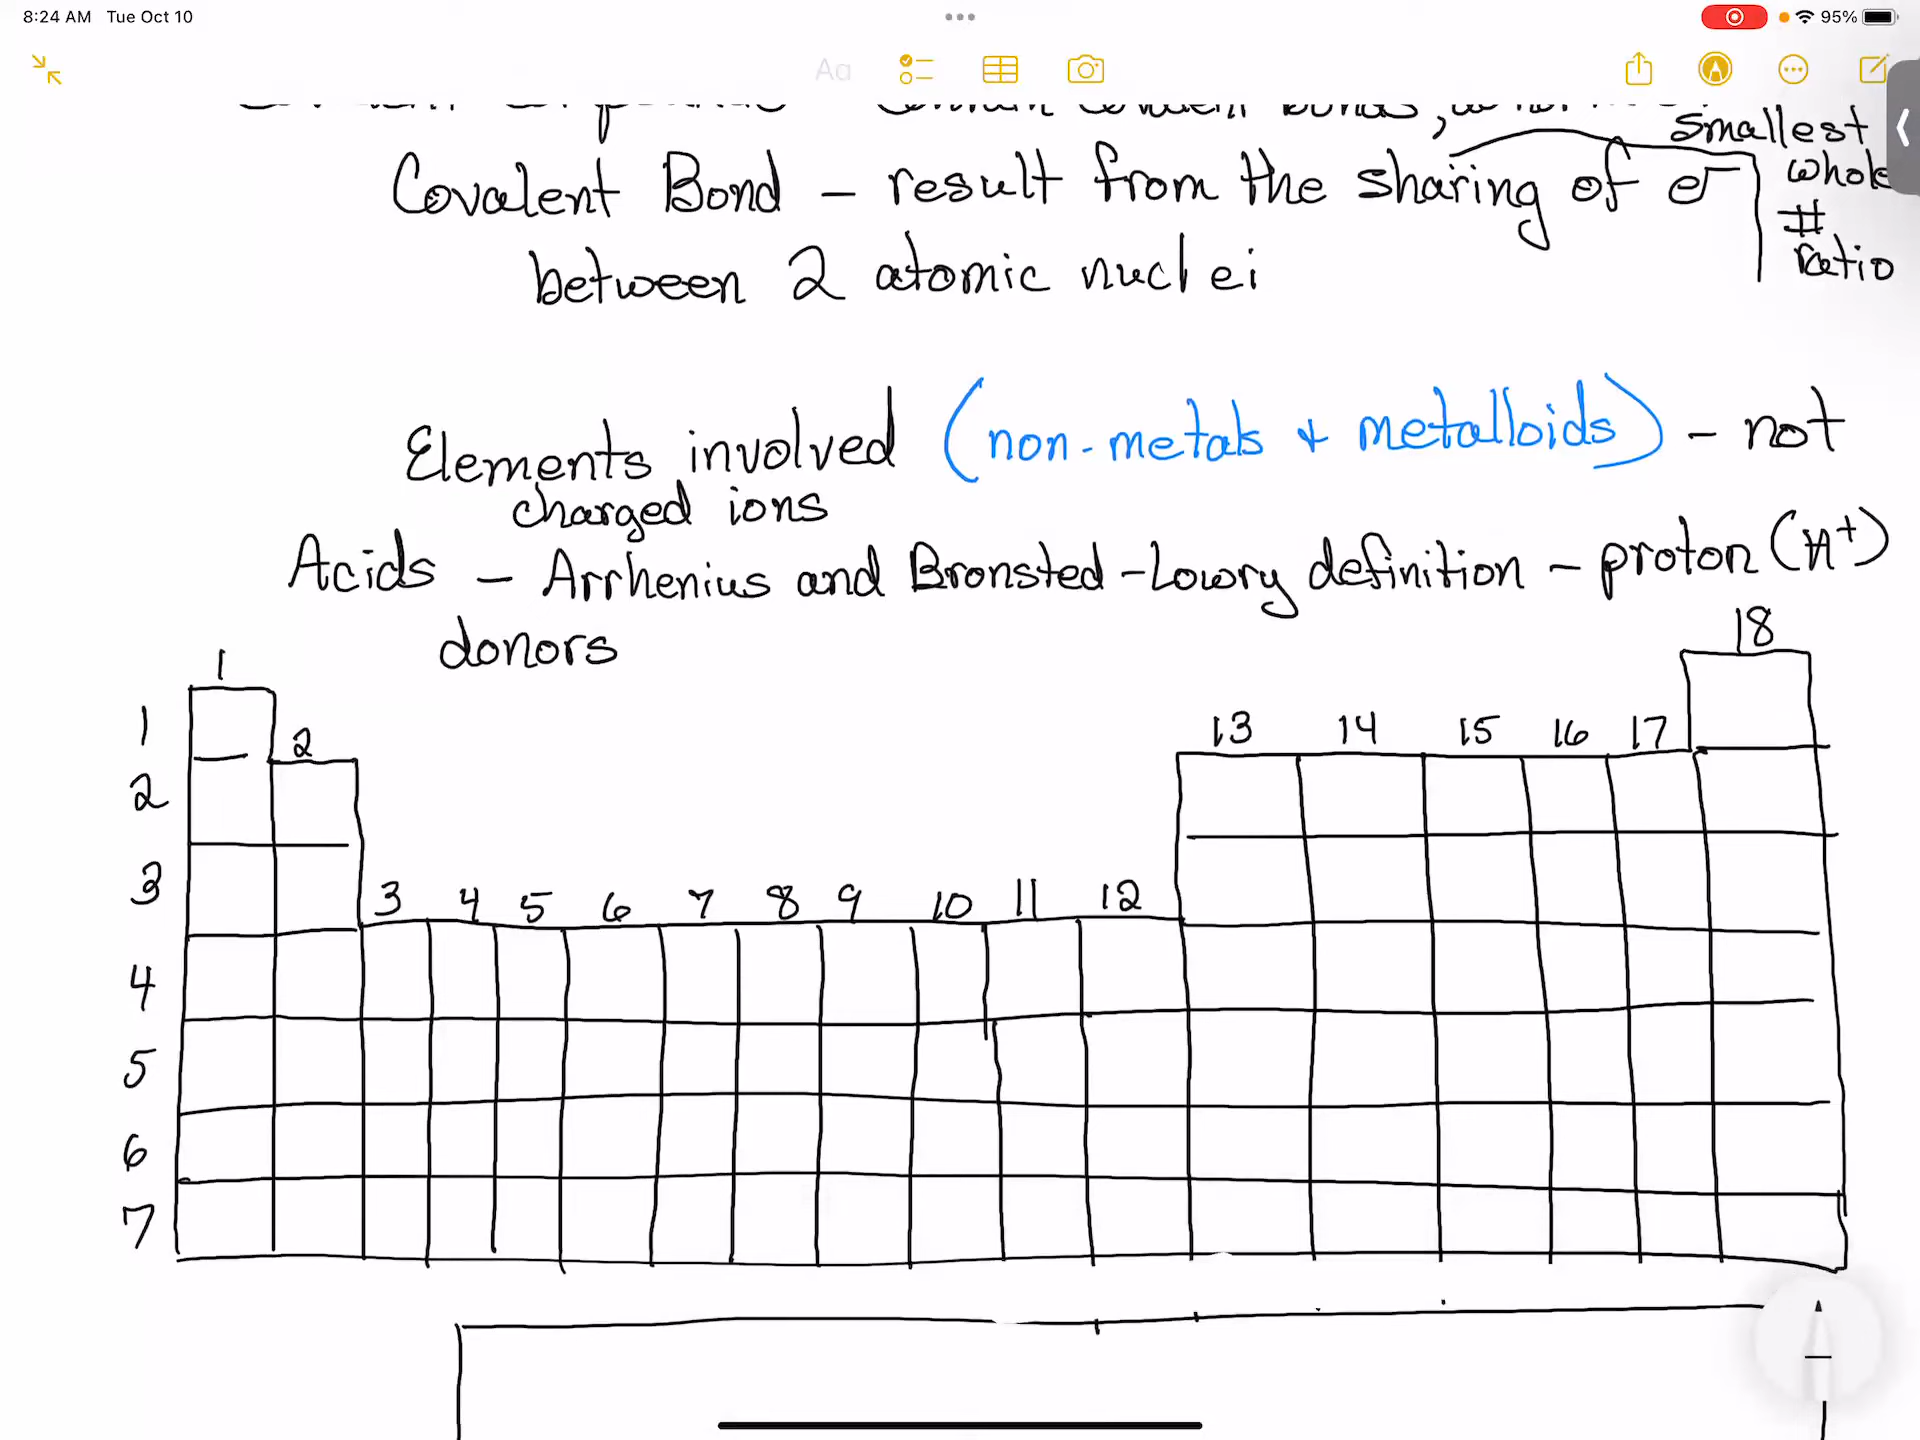 8:24 AM Tue Oct 10
95%
Aa
smallest
Covalent Bond – result from the sharing of e⁻
whole
#
ratio
between 2 atomic nuclei
Elements involved (non-metals + metalloids) – not
charged ions
Acids – Arrhenius and Bronsted-Lowry definition – proton (H⁺)
donors
1 18
1 2 13 14 15 16 17
2
3 3 4 5 6 7 8 9 10 11 12
4
5
6
7